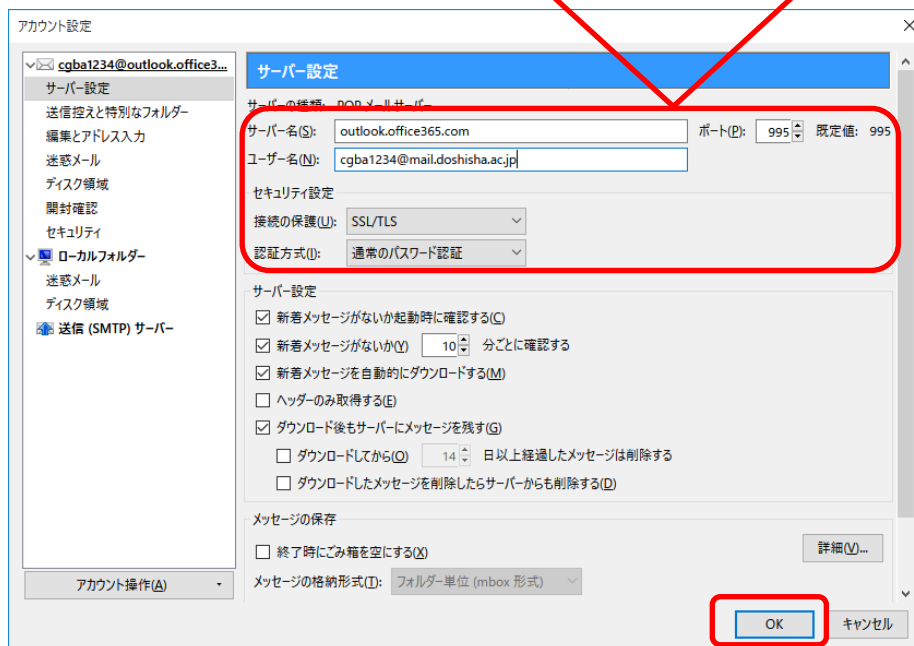 アカウント設定
cgba1234@outlook.office3...
サーバー設定
送信控えと特別なフォルダー
編集とアドレス入力
迷惑メール
ディスク領域
開封確認
セキュリティ
ローカルフォルダー
迷惑メール
ディスク領域
送信 (SMTP) サーバー
アカウント操作(A)
サーバー設定
サーバーの種類: POP メールサーバー
サーバー名(S): outlook.office365.com ポート(P): 995 既定値: 995
ユーザー名(N): cgba1234@mail.doshisha.ac.jp
セキュリティ設定
接続の保護(U): SSL/TLS
認証方式(I): 通常のパスワード認証
サーバー設定
新着メッセージがないか起動時に確認する(C)
新着メッセージがないか(Y) 10 分ごとに確認する
新着メッセージを自動的にダウンロードする(M)
ヘッダーのみ取得する(E)
ダウンロード後もサーバーにメッセージを残す(G)
ダウンロードしてから(O) 14 日以上経過したメッセージは削除する
ダウンロードしたメッセージを削除したらサーバーからも削除する(D)
メッセージの保存
終了時にごみ箱を空にする(X) 詳細(V)...
メッセージの格納形式(T): フォルダー単位 (mbox 形式)
OK キャンセル